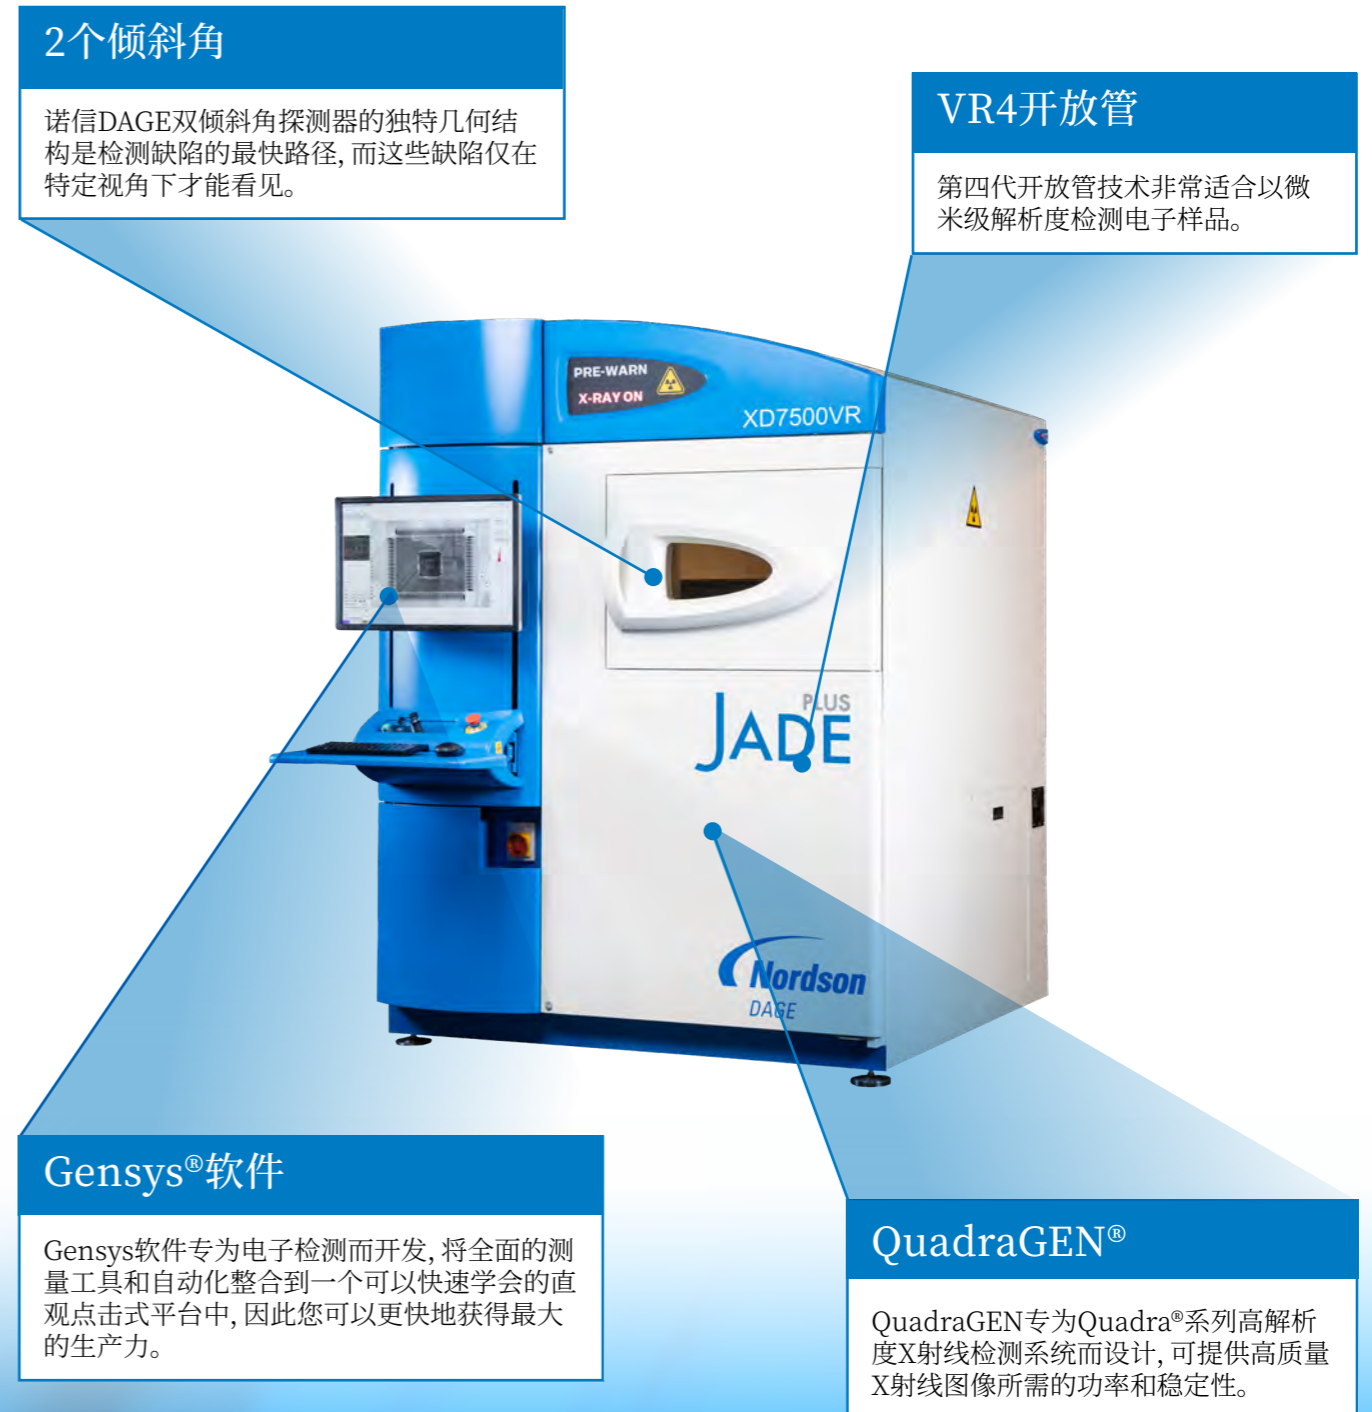 2个倾斜角
诺信DAGE双倾斜角探测器的独特几何结
构是检测缺陷的最快路径, 而这些缺陷仅在
特定视角下才能看见。
VR4开放管
第四代开放管技术非常适合以微
米级解析度检测电子样品。
PRE-WARN
X-RAY ON
XD7500VR
PLUS
JADE
Nordson
DAGE
Gensys®软件
Gensys软件专为电子检测而开发, 将全面的测
量工具和自动化整合到一个可以快速学会的直
观点击式平台中, 因此您可以更快地获得最大
的生产力。
QuadraGEN®
QuadraGEN专为Quadra®系列高解析
度X射线检测系统而设计, 可提供高质量
X射线图像所需的功率和稳定性。